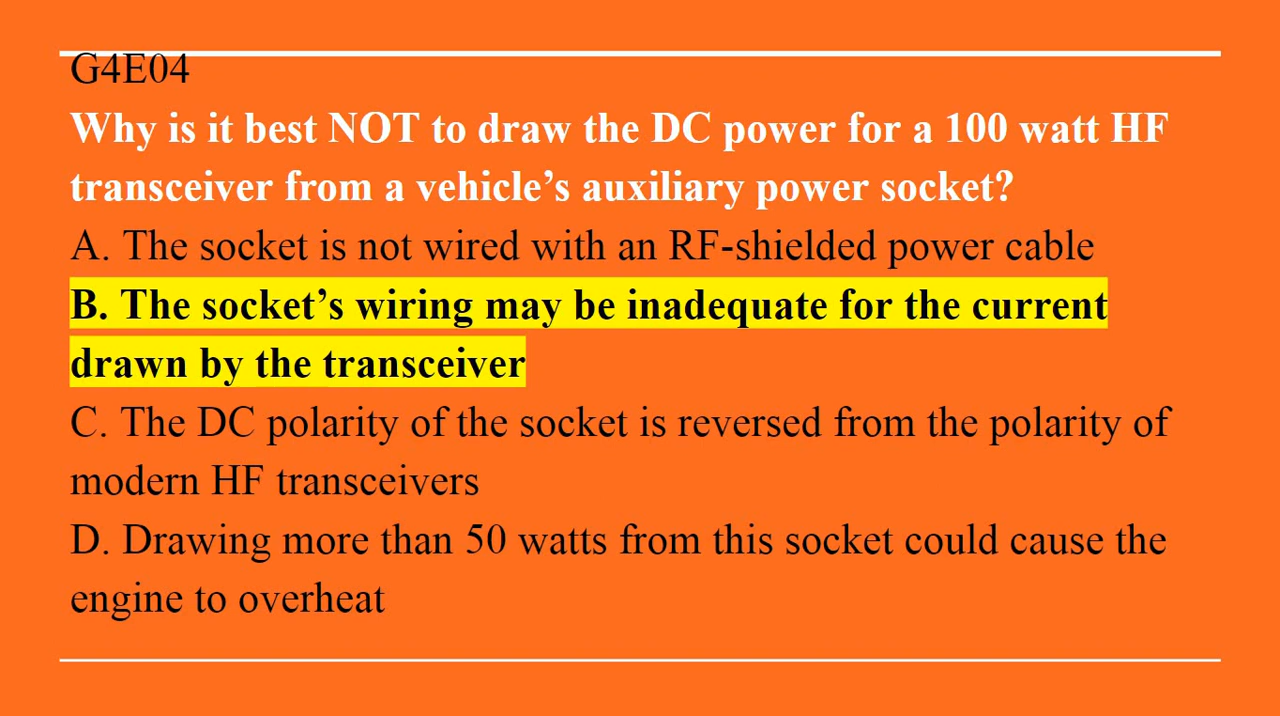 G4E04
Why is it best NOT to draw the DC power for a 100 watt HF
transceiver from a vehicle’s auxiliary power socket?
A. The socket is not wired with an RF-shielded power cable
B. The socket’s wiring may be inadequate for the current
drawn by the transceiver
C. The DC polarity of the socket is reversed from the polarity of
modern HF transceivers
D. Drawing more than 50 watts from this socket could cause the
engine to overheat